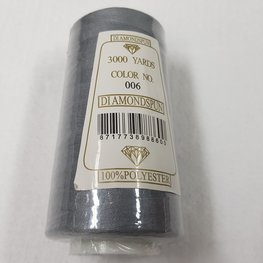 DIAMONDSPUN
3000 YARDS
COLOR NO.
006
DIAMONDSPUN
100%POLYESTER